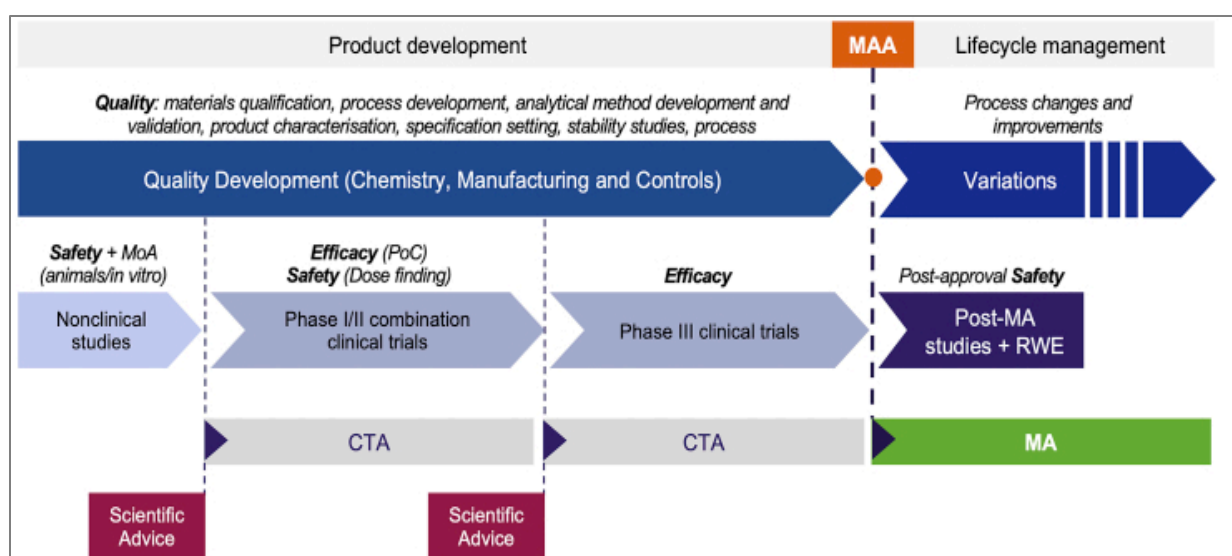 Product development
MAA
Lifecycle management
Quality: materials qualification, process development, analytical method development and
validation, product characterisation, specification setting, stability studies, process
Process changes and
improvements
Quality Development (Chemistry, Manufacturing and Controls)
Variations
Safety + MoA
(animals/in vitro)
Efficacy (PoC)
Safety (Dose finding)
Efficacy
Post-approval Safety
Nonclinical
studies
Phase I/II combination
clinical trials
Phase III clinical trials
Post-MA
studies + RWE
CTA
CTA
MA
Scientific
Advice
Scientific
Advice